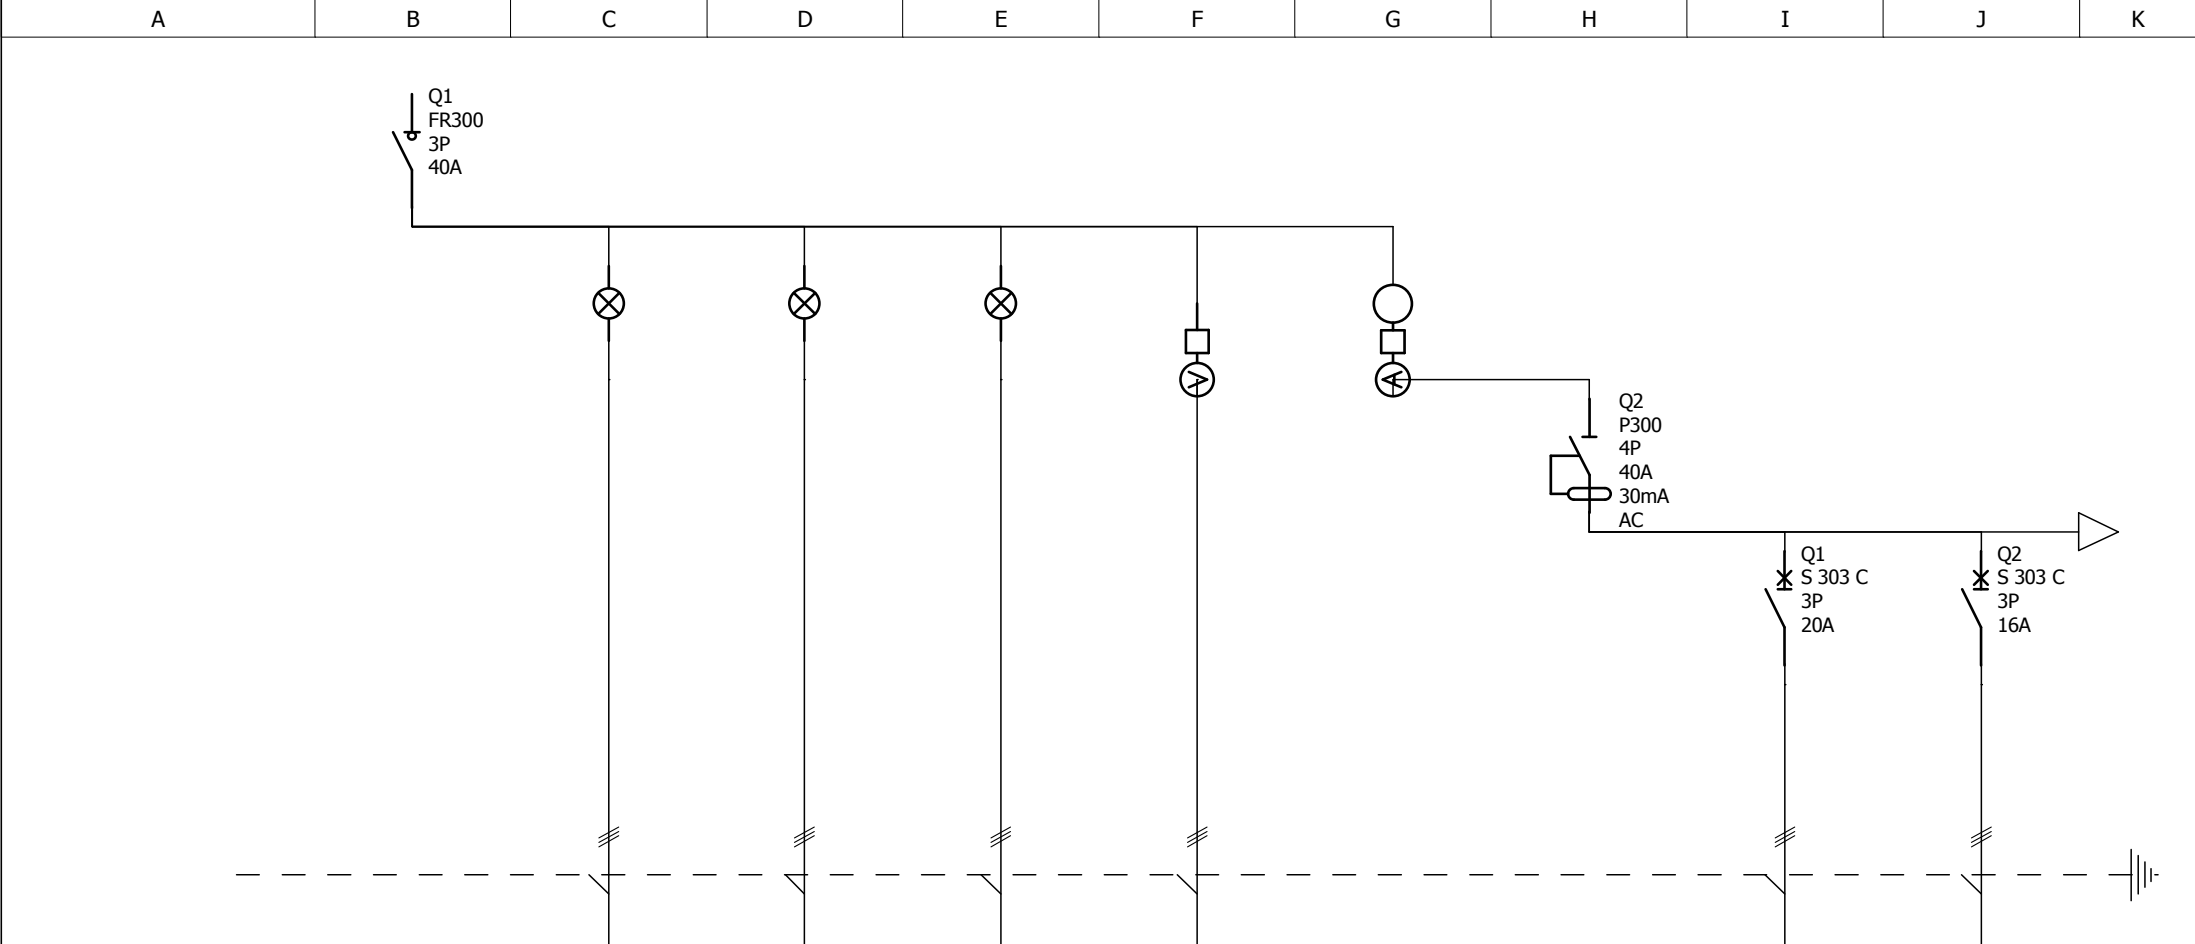 A B C D E F G H I J K
Q1
FR300
3P
40A
V
A
Q2
P300
4P
40A
30mA
AC
Q1
S 303 C
3P
20A
Q2
S 303 C
3P
16A